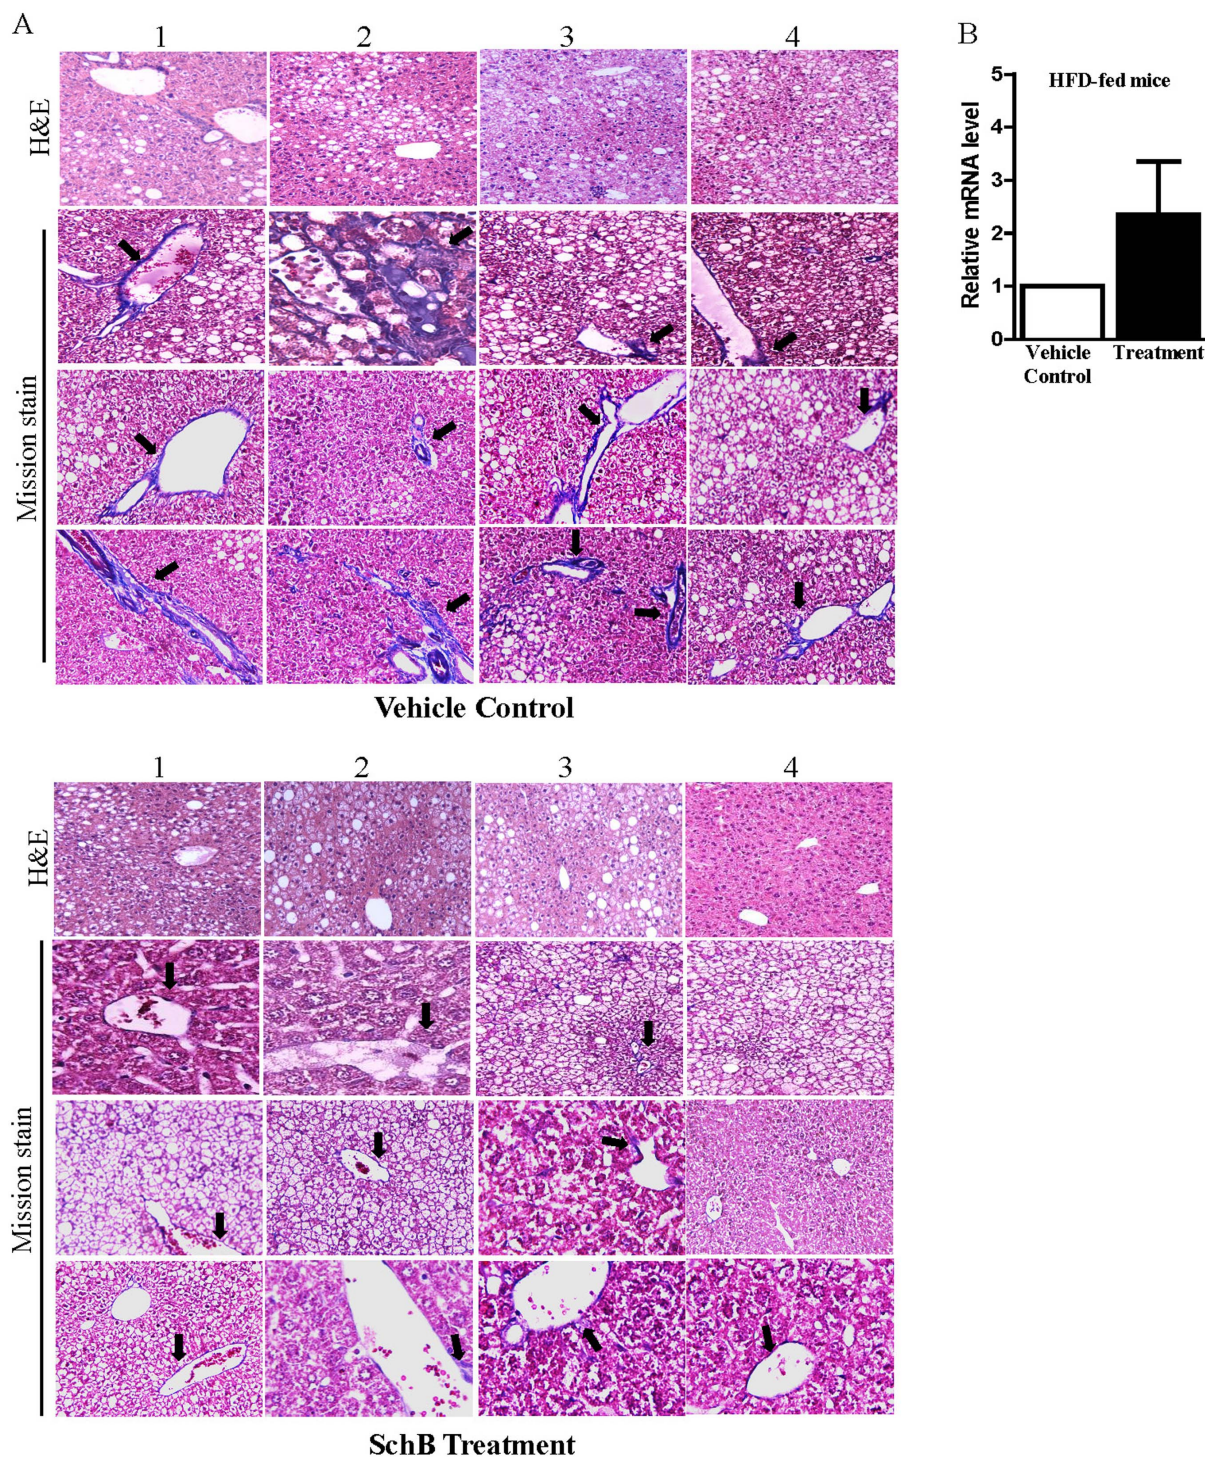 A
1 2 3 4
H&E
Mission stain
Vehicle Control
1 2 3 4
H&E
Mission stain
SchB Treatment
B
HFD-fed mice
Relative mRNA level
5
4
3
2
1
0
Vehicle
Control
Treatment